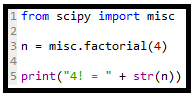 1 from scipy import misc
2
3 n = misc.factorial(4)
4
5 print("4! = " + str(n))